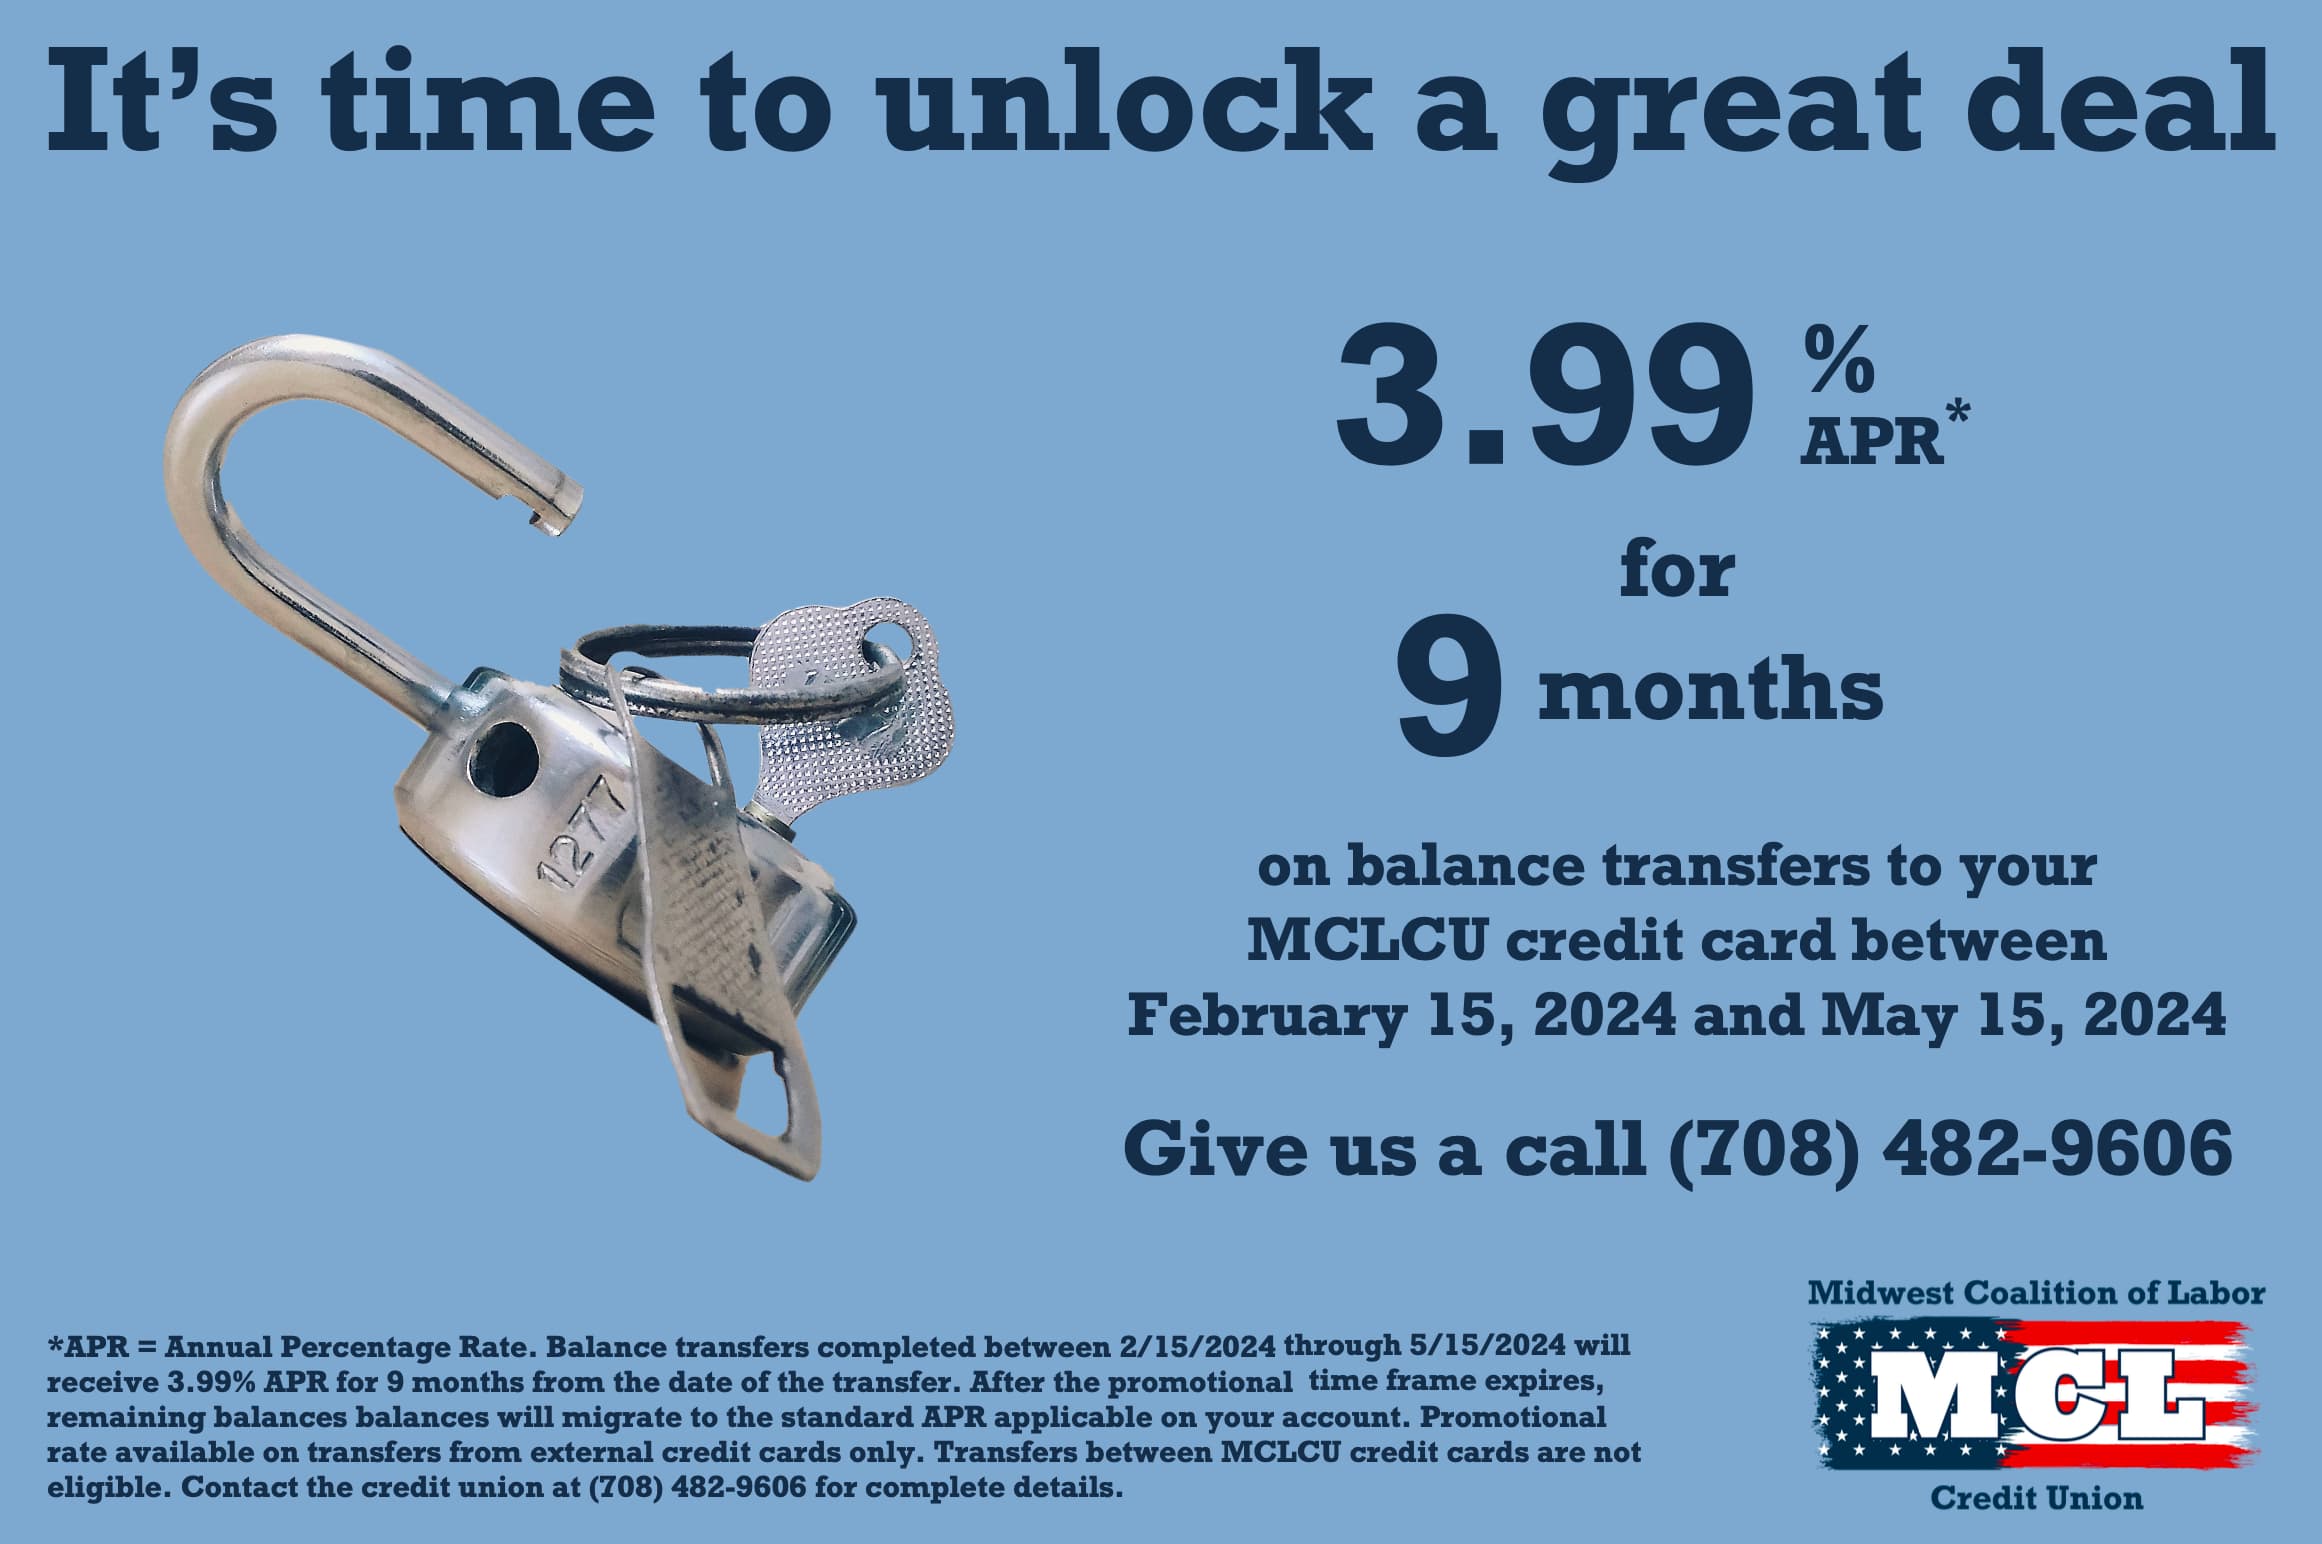 It's time to unlock a great deal
3.99 %
APR*
for
9 months
on balance transfers to your
MCLCU credit card between
February 15, 2024 and May 15, 2024
Give us a call (708) 482-9606
1277
*APR = Annual Percentage Rate. Balance transfers completed between 2/15/2024 through 5/15/2024 will
receive 3.99% APR for 9 months from the date of the transfer. After the promotional time frame expires,
remaining balances balances will migrate to the standard APR applicable on your account. Promotional
rate available on transfers from external credit cards only. Transfers between MCLCU credit cards are not
eligible. Contact the credit union at (708) 482-9606 for complete details.
Midwest Coalition of Labor
MCL
Credit Union